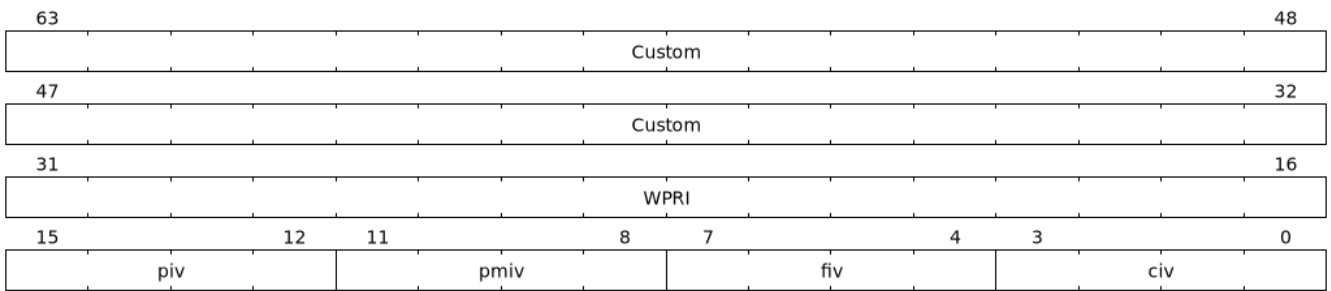 63 48
Custom
47 32
Custom
31 16
WPRI
15 12 11 8 7 4 3 0
piv pmiv fiv civ